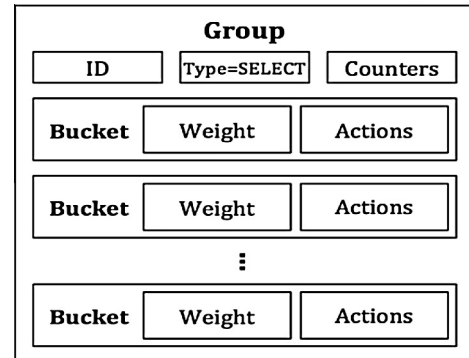 Group
ID Type=SELECT Counters
Bucket Weight Actions
Bucket Weight Actions
⋮
Bucket Weight Actions